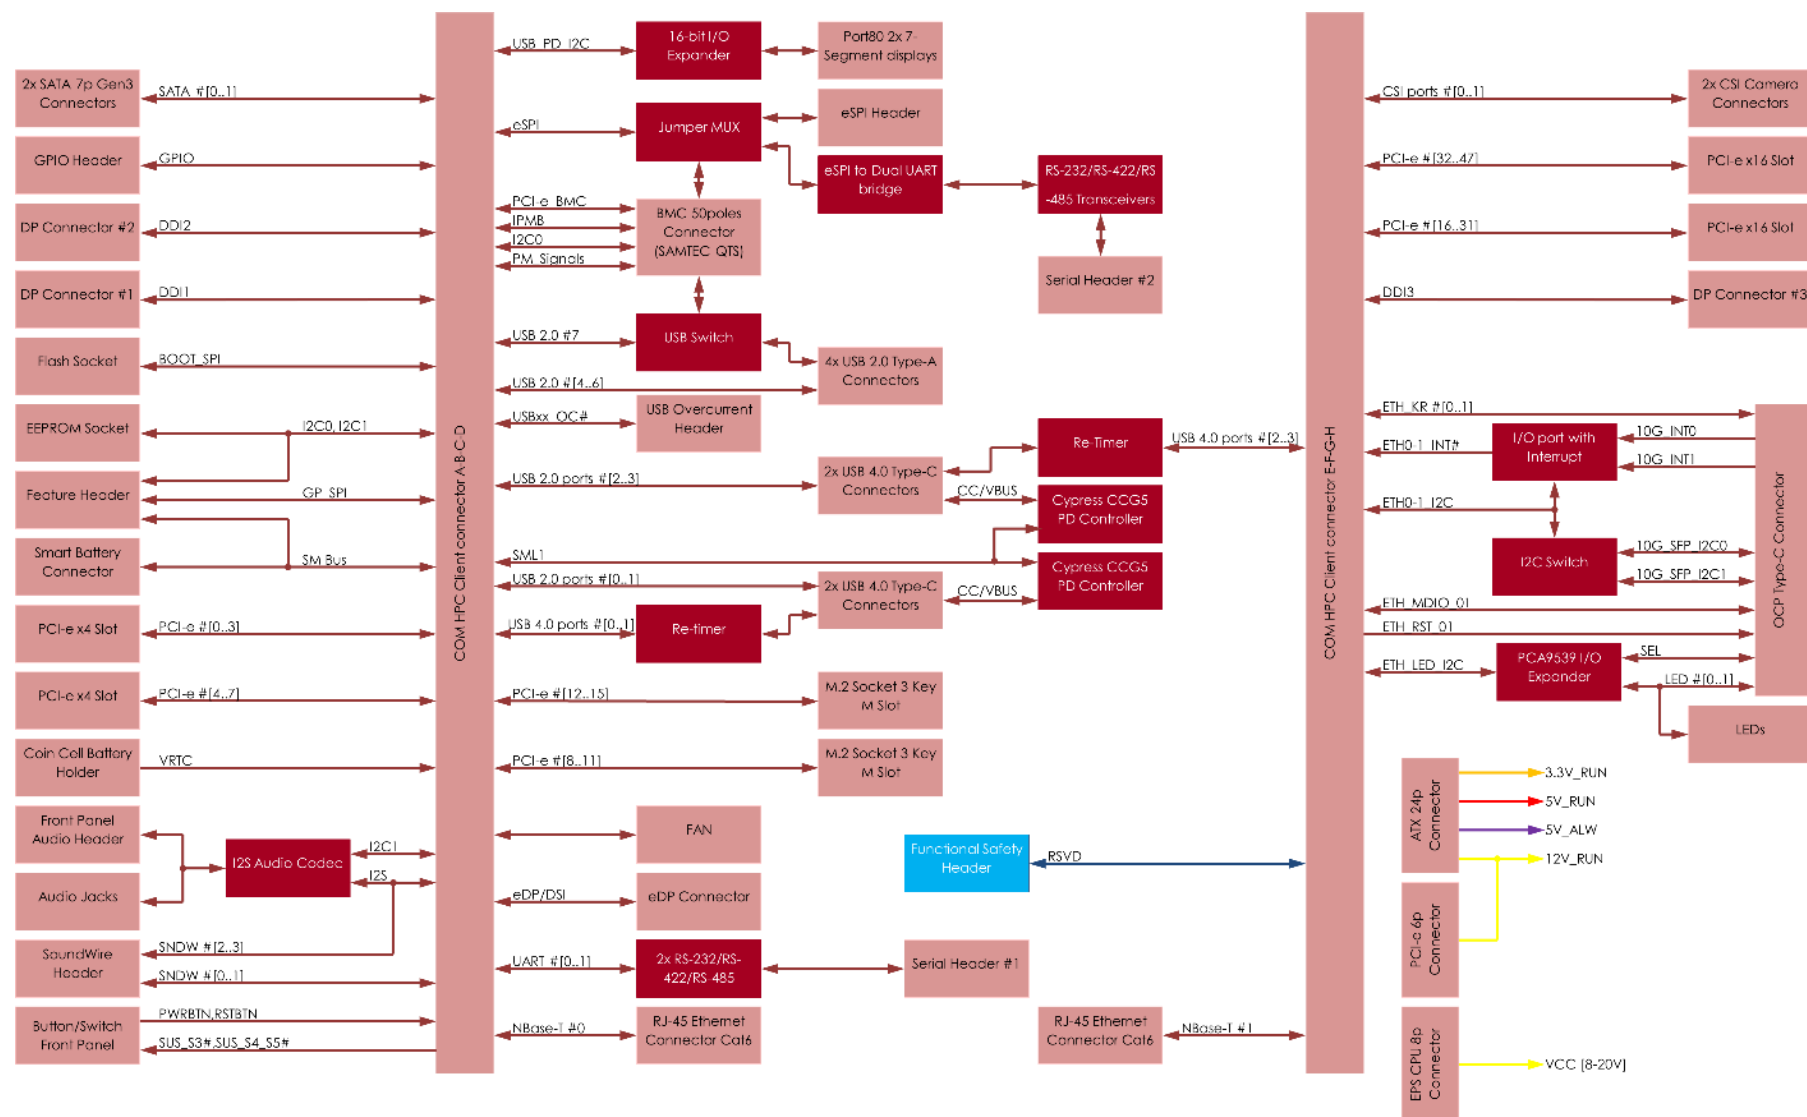 2x SATA 7p Gen3
Connectors
SATA #[0..1]
GPIO Header
GPIO
DP Connector #2
DDI2
DP Connector #1
DDI1
Flash Socket
BOOT_SPI
EEPROM Socket
I2C0, I2C1
Feature Header
GP_SPI
Smart Battery
Connector
SM Bus
PCI-e x4 Slot
PCI-e #[0..3]
PCI-e x4 Slot
PCI-e #[4..7]
Coin Cell Battery
Holder
VRTC
Front Panel
Audio Header
I2S Audio Codec
I2C1
I2S
Audio Jacks
SoundWire
Header
SNDW #[2..3]
SNDW #[0..1]
Button/Switch
Front Panel
PWRBTN,RSTBTN
SUS_S3#,SUS_S4_S5#
COM HPC Client connector A-B-C-D
USB_PD_I2C
16-bit I/O
Expander
Port80 2x 7-
Segment displays
eSPI
Jumper MUX
eSPI Header
eSPI to Dual UART
bridge
RS-232/RS-422/RS
-485 Transceivers
Serial Header #2
PCI-e_BMC
IPMB
I2C0
PM_Signals
BMC 50poles
Connector
(SAMTEC QTS)
USB 2.0 #7
USB Switch
4x USB 2.0 Type-A
Connectors
USB 2.0 #[4..6]
USBxx_OC#
USB Overcurrent
Header
USB 2.0 ports #[2..3]
2x USB 4.0 Type-C
Connectors
Re-Timer
USB 4.0 ports #[2..3]
CC/VBUS
Cypress CCG5
PD Controller
SML1
Cypress CCG5
PD Controller
USB 2.0 ports #[0..1]
2x USB 4.0 Type-C
Connectors
CC/VBUS
USB 4.0 ports #[0..1]
Re-timer
PCI-e #[12..15]
M.2 Socket 3 Key
M Slot
PCI-e #[8..11]
M.2 Socket 3 Key
M Slot
FAN
Functional Safety
Header
RSVD
eDP/DSI
eDP Connector
UART #[0..1]
2x RS-232/RS-
422/RS-485
Serial Header #1
NBase-T #0
RJ-45 Ethernet
Connector Cat6
RJ-45 Ethernet
Connector Cat6
NBase-T #1
COM HPC Client connector E-F-G-H
CSI ports #[0..1]
2x CSI Camera
Connectors
PCI-e #[32..47]
PCI-e x16 Slot
PCI-e #[16..31]
PCI-e x16 Slot
DDI3
DP Connector #3
ETH_KR #[0..1]
ETH0-1_INT#
I/O port with
Interrupt
10G_INT0
10G_INT1
ETH0-1_I2C
I2C Switch
10G_SFP_I2C0
10G_SFP_I2C1
OCP Type-C Connector
ETH_MDIO_01
ETH_RST_01
ETH_LED_I2C
PCA9539 I/O
Expander
SEL
LED #[0..1]
LEDs
ATX 24p
Connector
3.3V_RUN
5V_RUN
5V_ALW
12V_RUN
PCI-e 6p
Connector
EPS CPU 8p
Connector
VCC [8-20V]